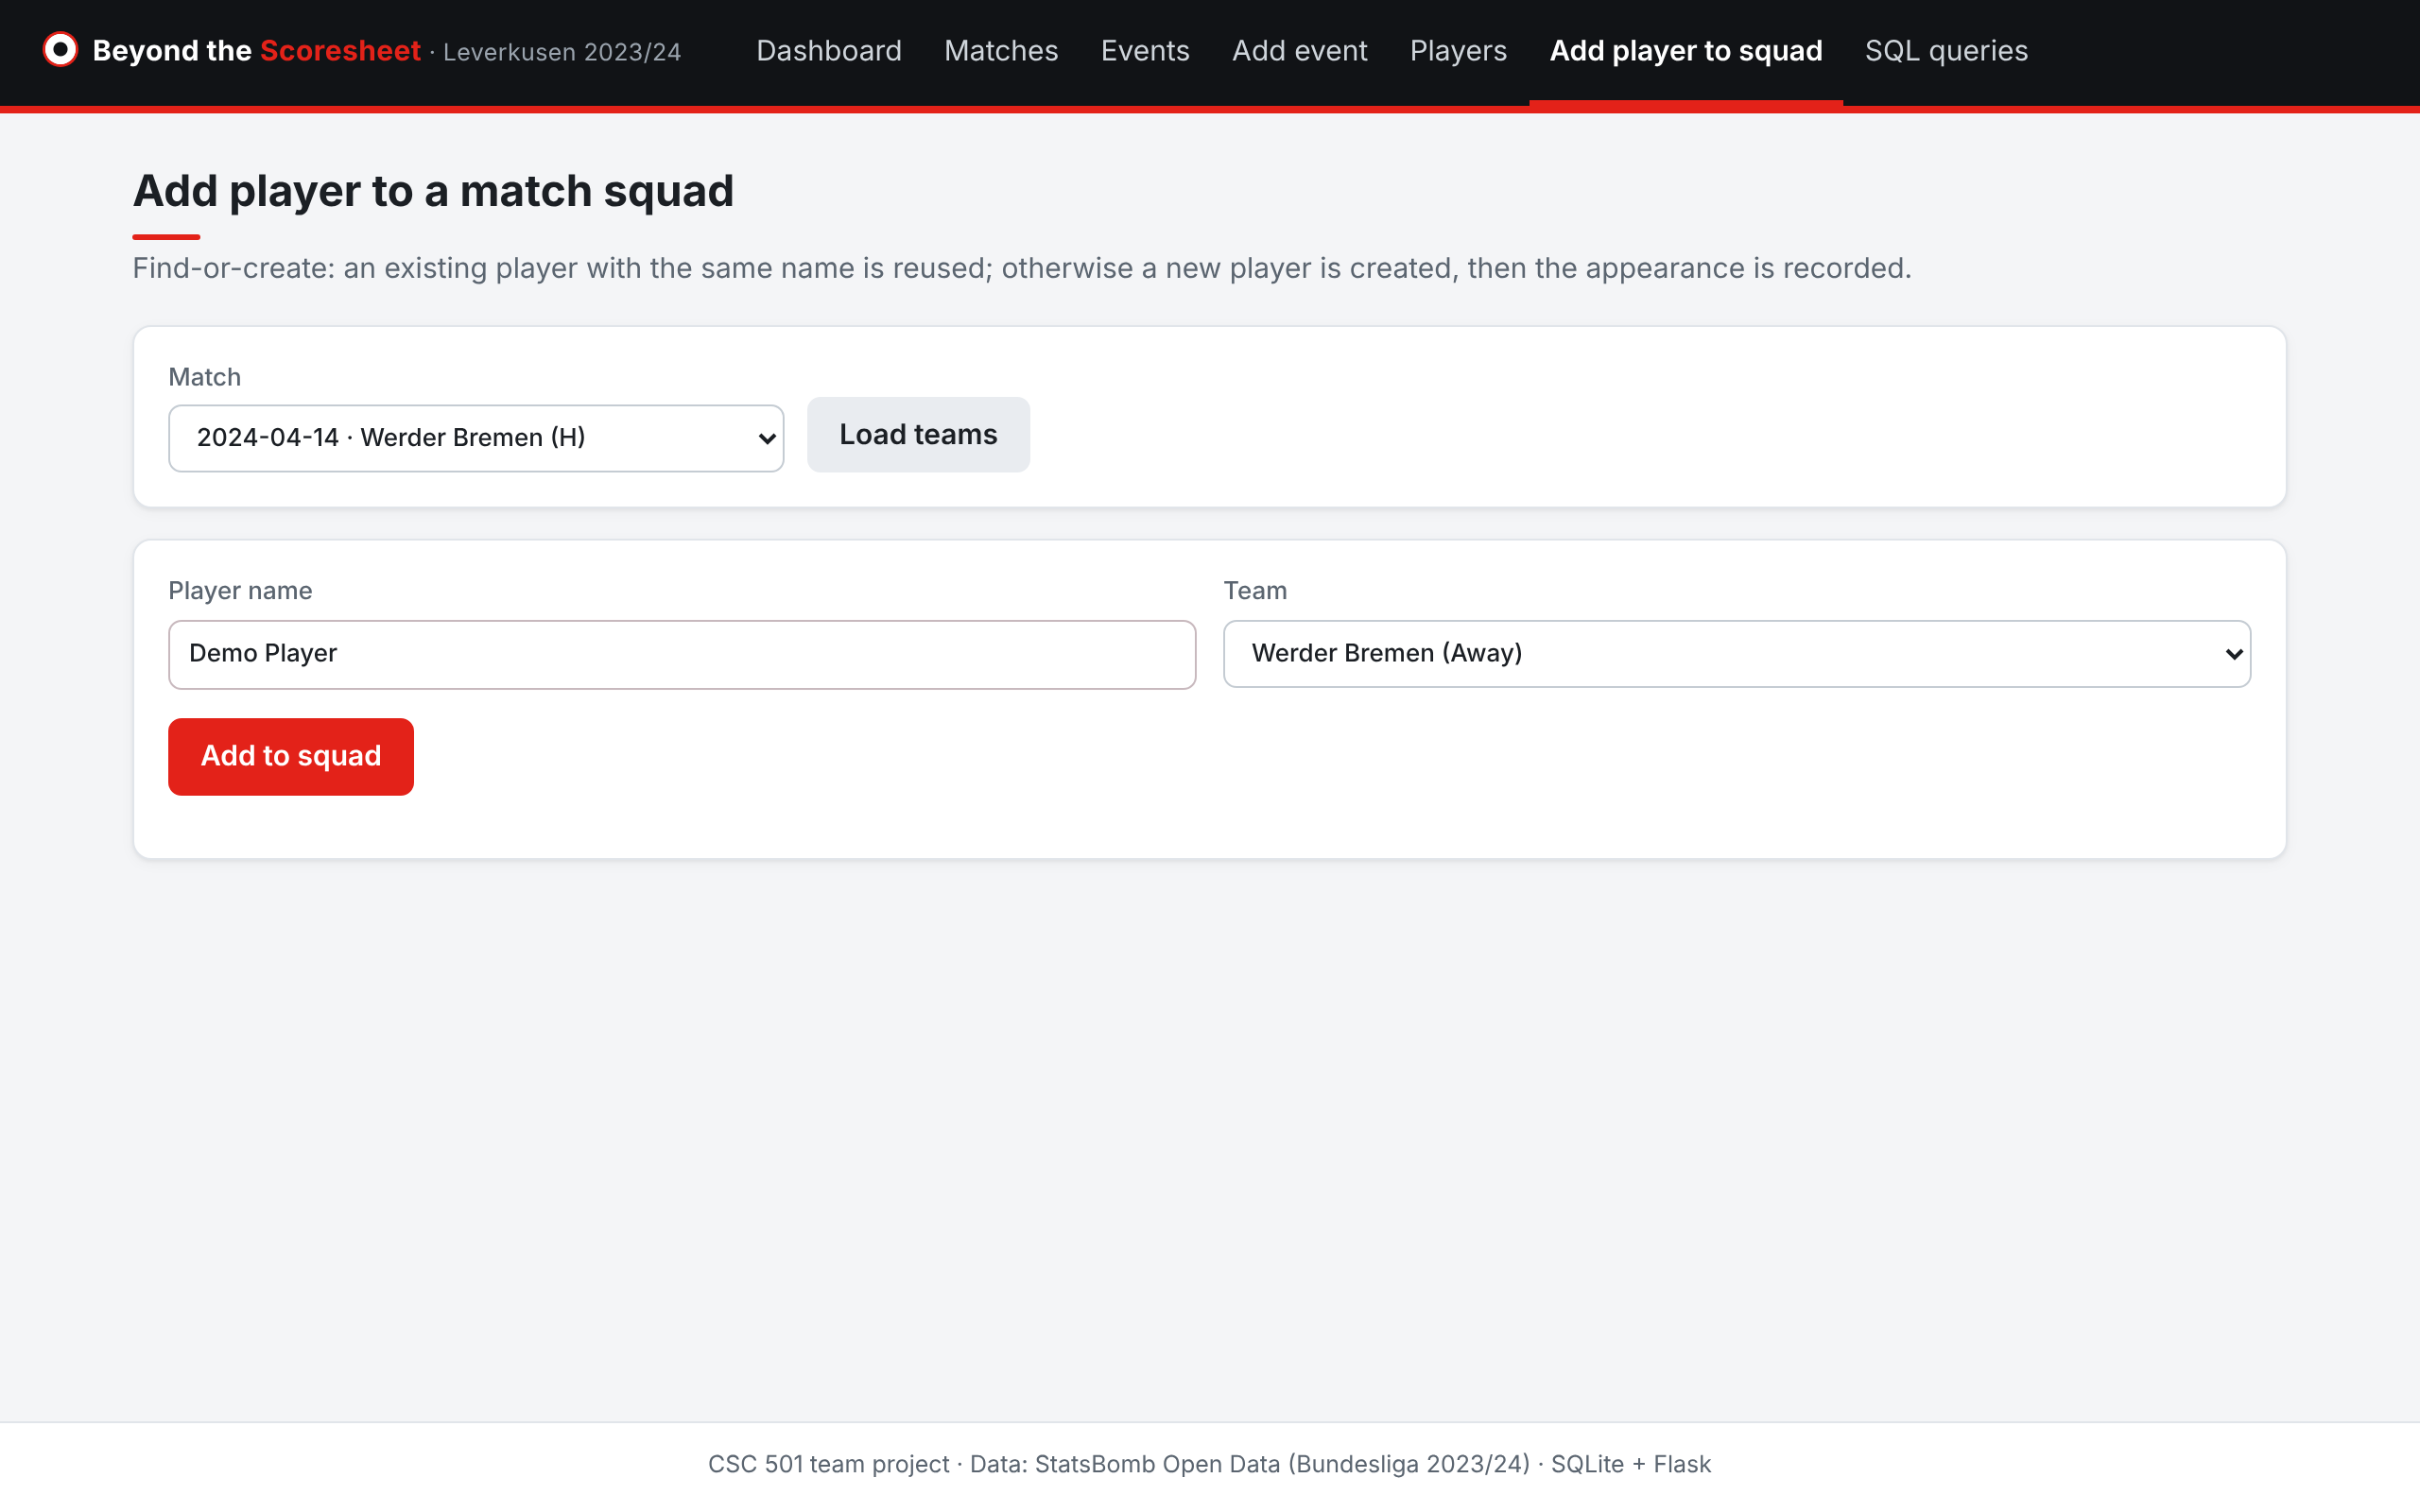 Beyond the Scoresheet · Leverkusen 2023/24 Dashboard Matches Events Add event Players Add player to squad SQL queries
Add player to a match squad
Find-or-create: an existing player with the same name is reused; otherwise a new player is created, then the appearance is recorded.
Match
2024-04-14 · Werder Bremen (H) Load teams
Player name Team
Demo Player Werder Bremen (Away)
Add to squad
CSC 501 team project · Data: StatsBomb Open Data (Bundesliga 2023/24) · SQLite + Flask